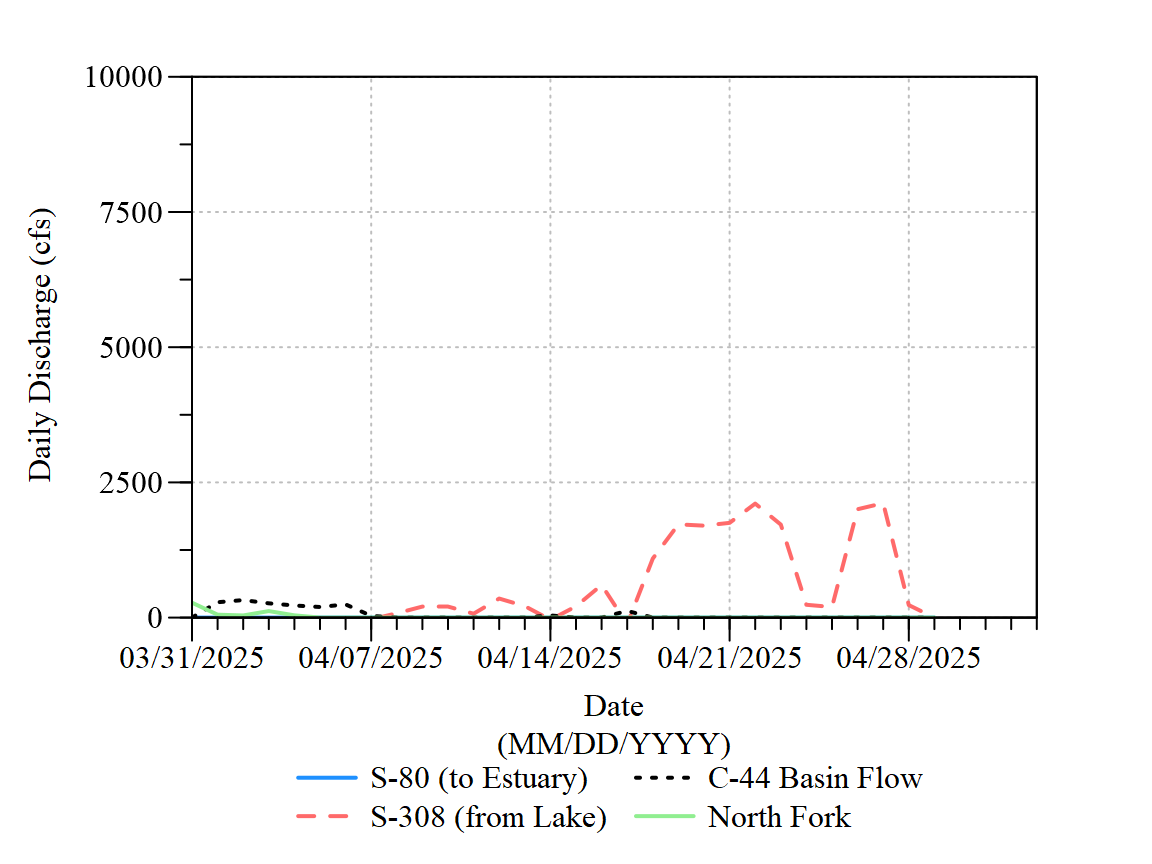 10000
7500
5000
2500
0
Daily Discharge (cfs)
03/31/2025 04/07/2025 04/14/2025 04/21/2025 04/28/2025
Date
(MM/DD/YYYY)
S-80 (to Estuary) C-44 Basin Flow
S-308 (from Lake) North Fork